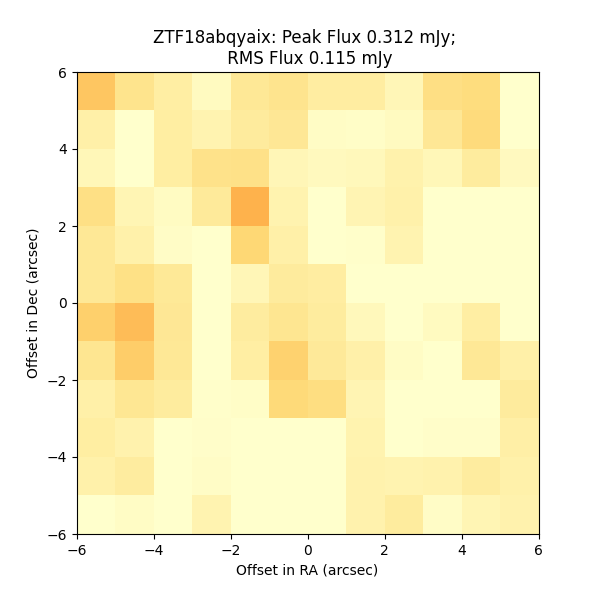 ZTF18abqyaix: Peak Flux 0.312 mJy;
RMS Flux 0.115 mJy
6
4
2
0
−2
−4
−6
Offset in Dec (arcsec)
−6 −4 −2 0 2 4 6
Offset in RA (arcsec)